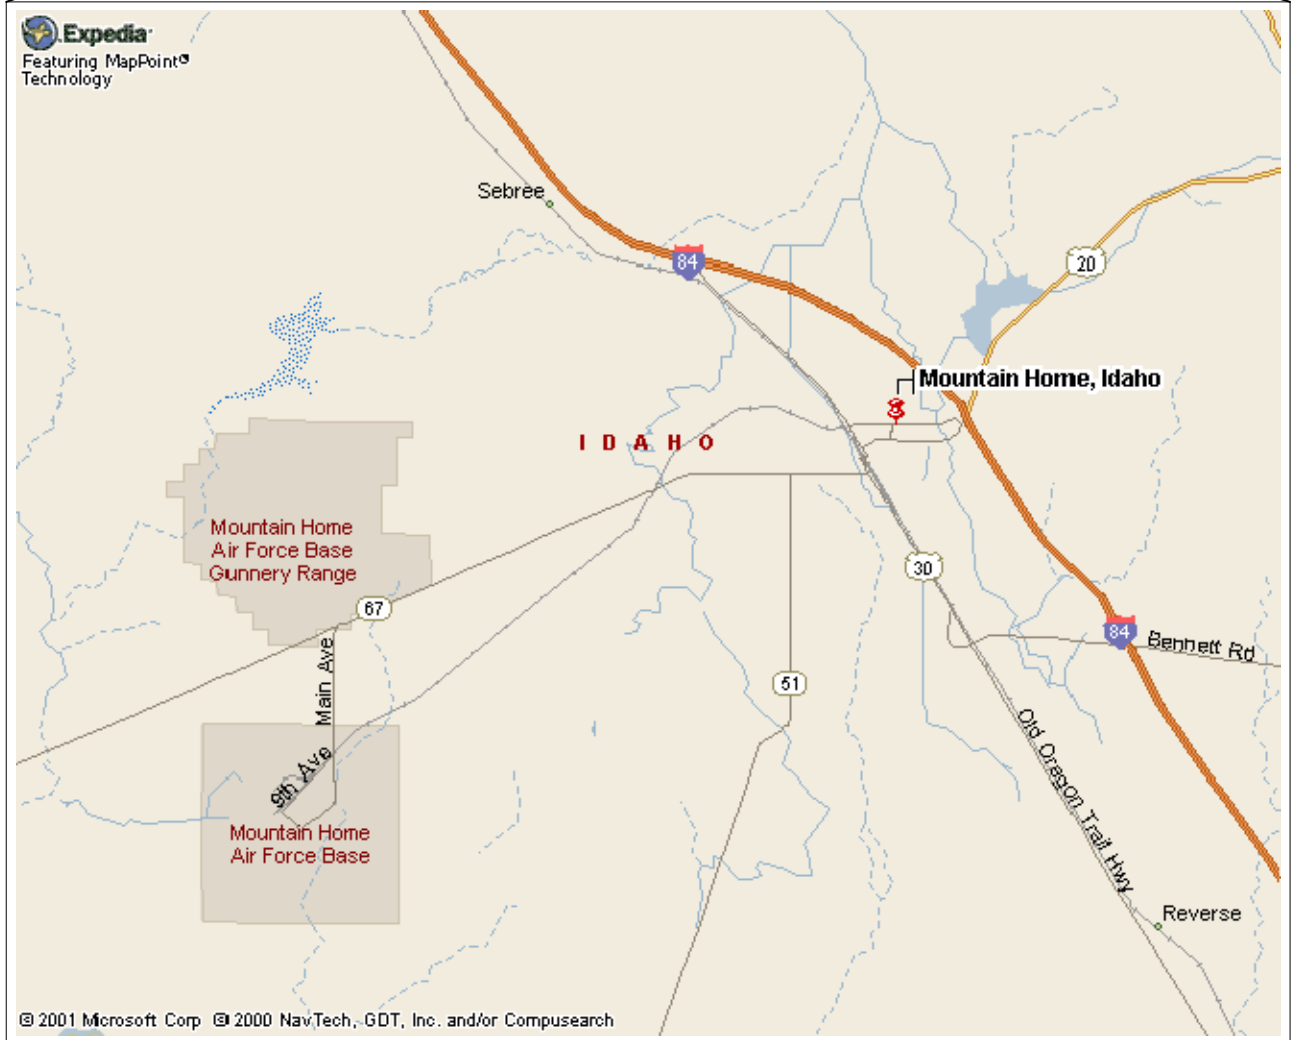 Expedia
Featuring MapPoint®
Technology
Sebree
84
20
Mountain Home, Idaho
IDAHO
Mountain Home
Air Force Base
Gunnery Range
30
67
84
Bennett Rd
Main Ave
51
Old Oregon Trail Hwy
9th Ave
Mountain Home
Air Force Base
Reverse
© 2001 Microsoft Corp © 2000 NavTech, GDT, Inc. and/or Compusearch